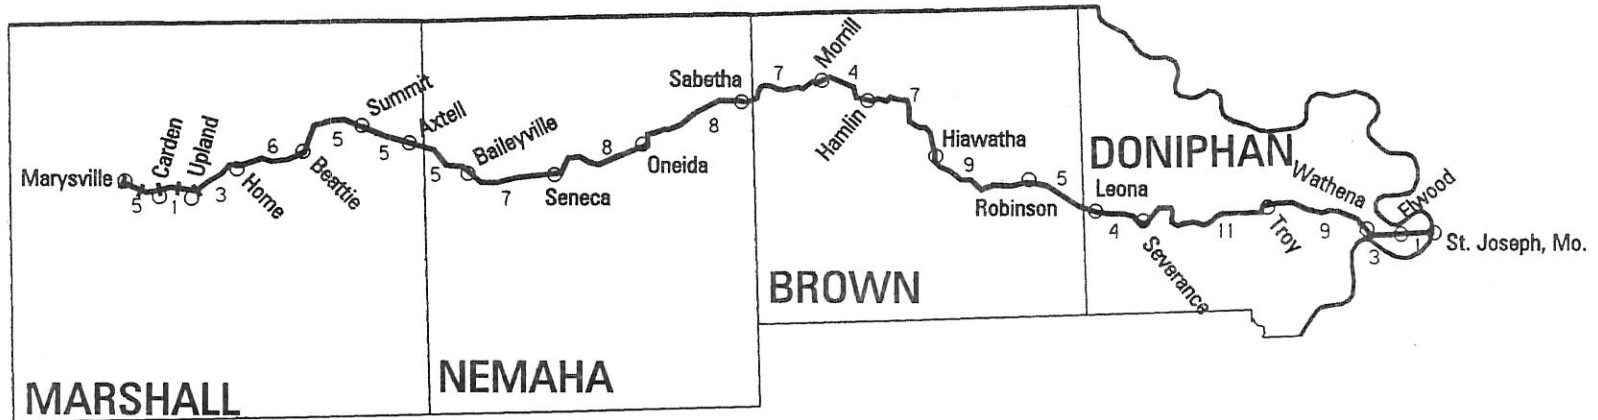 Marysville
5
Carden
1
Upland
3
Home
6
Beattie
5
Summit
5
Axtell
5
Baileyville
7
Seneca
8
Oneida
8
Sabetha
7
Morrill
4
Hamlin
7
Hiawatha
9
Robinson
5
Leona
4
Severance
11
Troy
9
Wathena
3
Elwood
1
St. Joseph, Mo.
MARSHALL
NEMAHA
BROWN
DONIPHAN